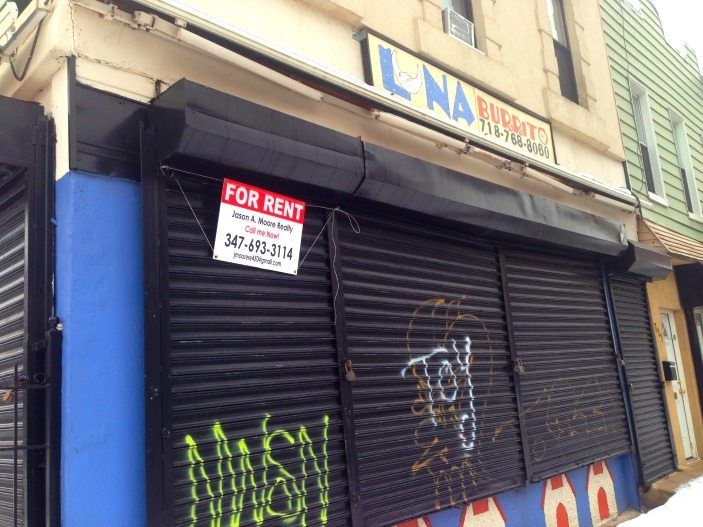 LUNA
BURRITO
718-768-8060
FOR RENT
Jason A. Moore Realty
Call me Now!
347-693-3114